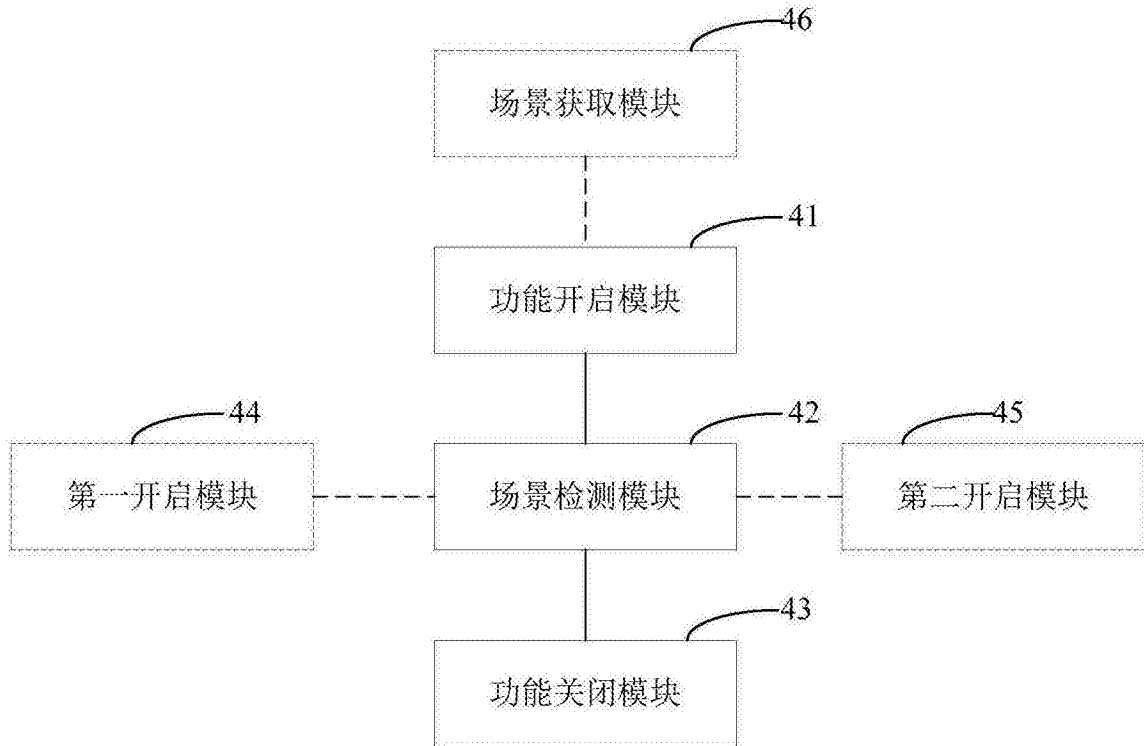 46
场景获取模块
41
功能开启模块
44
42
45
第一开启模块
场景检测模块
第二开启模块
43
功能关闭模块